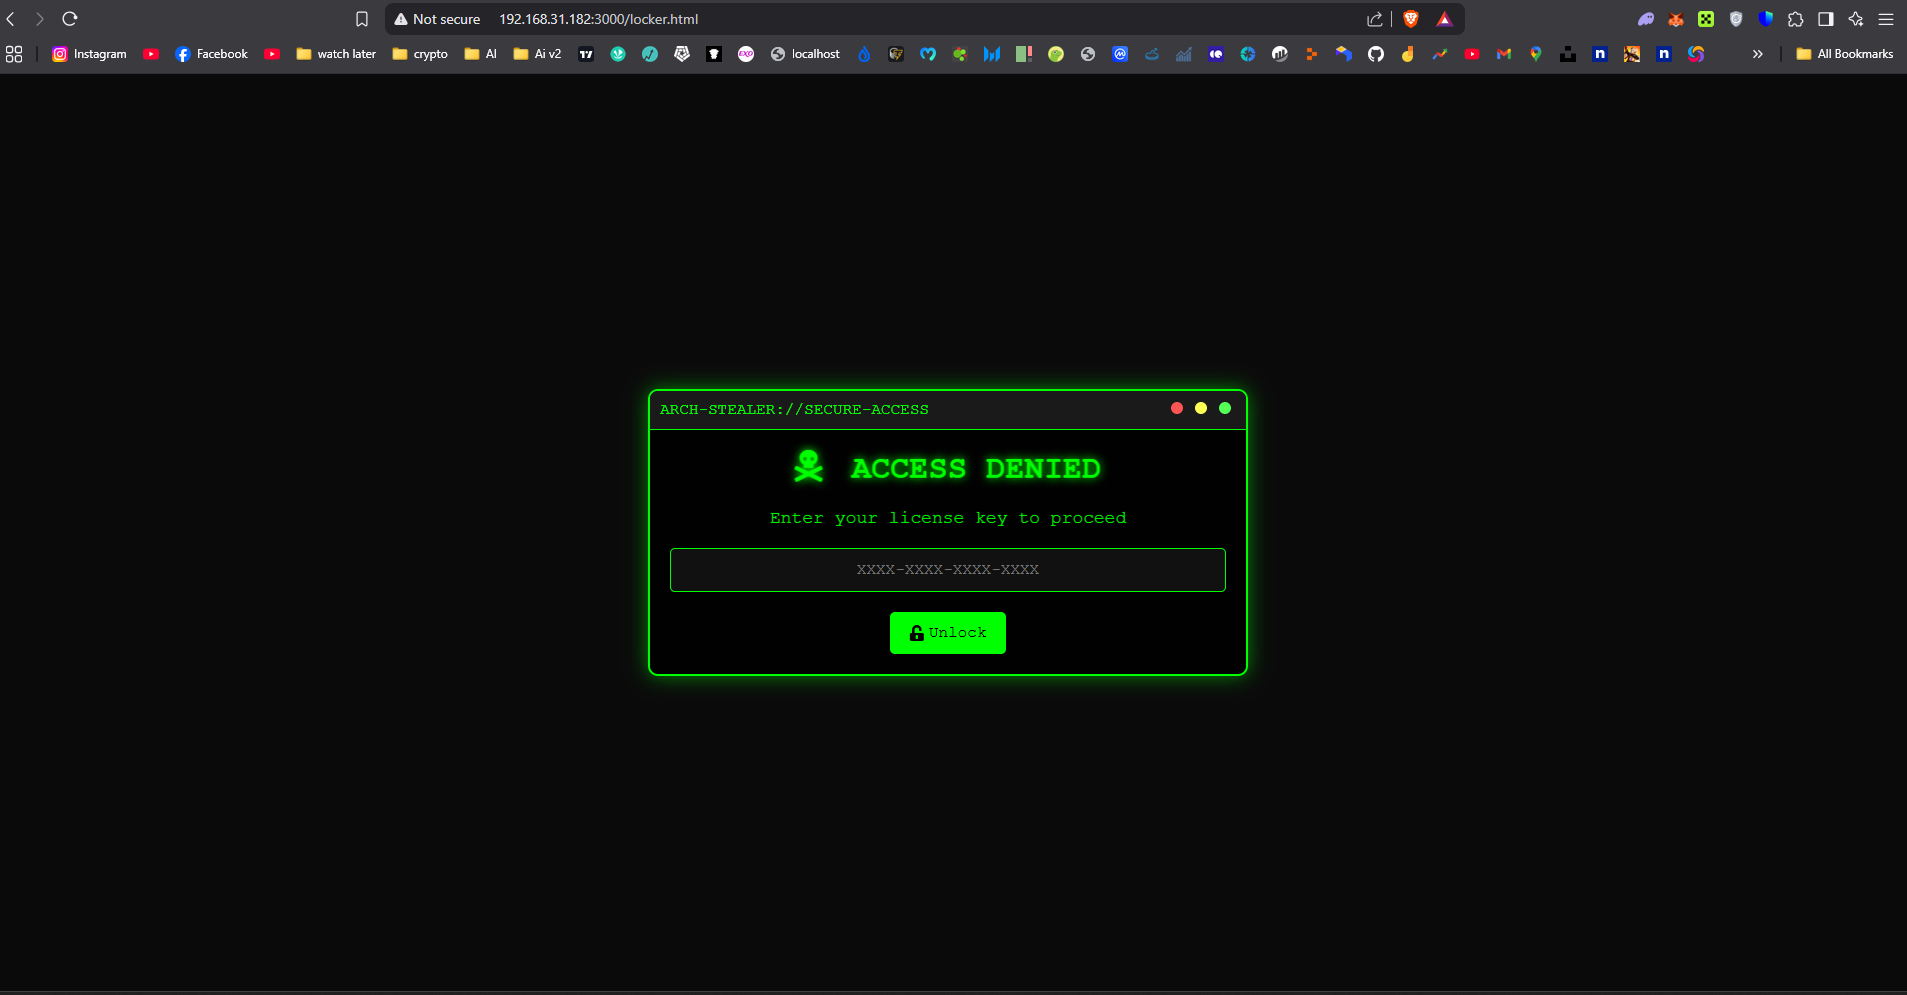 Not secure 192.168.31.182:3000/locker.html
Instagram Facebook watch later crypto AI Ai v2 localhost All Bookmarks
ARCH-STEALER://SECURE-ACCESS
ACCESS DENIED
Enter your license key to proceed
XXXX-XXXX-XXXX-XXXX
Unlock